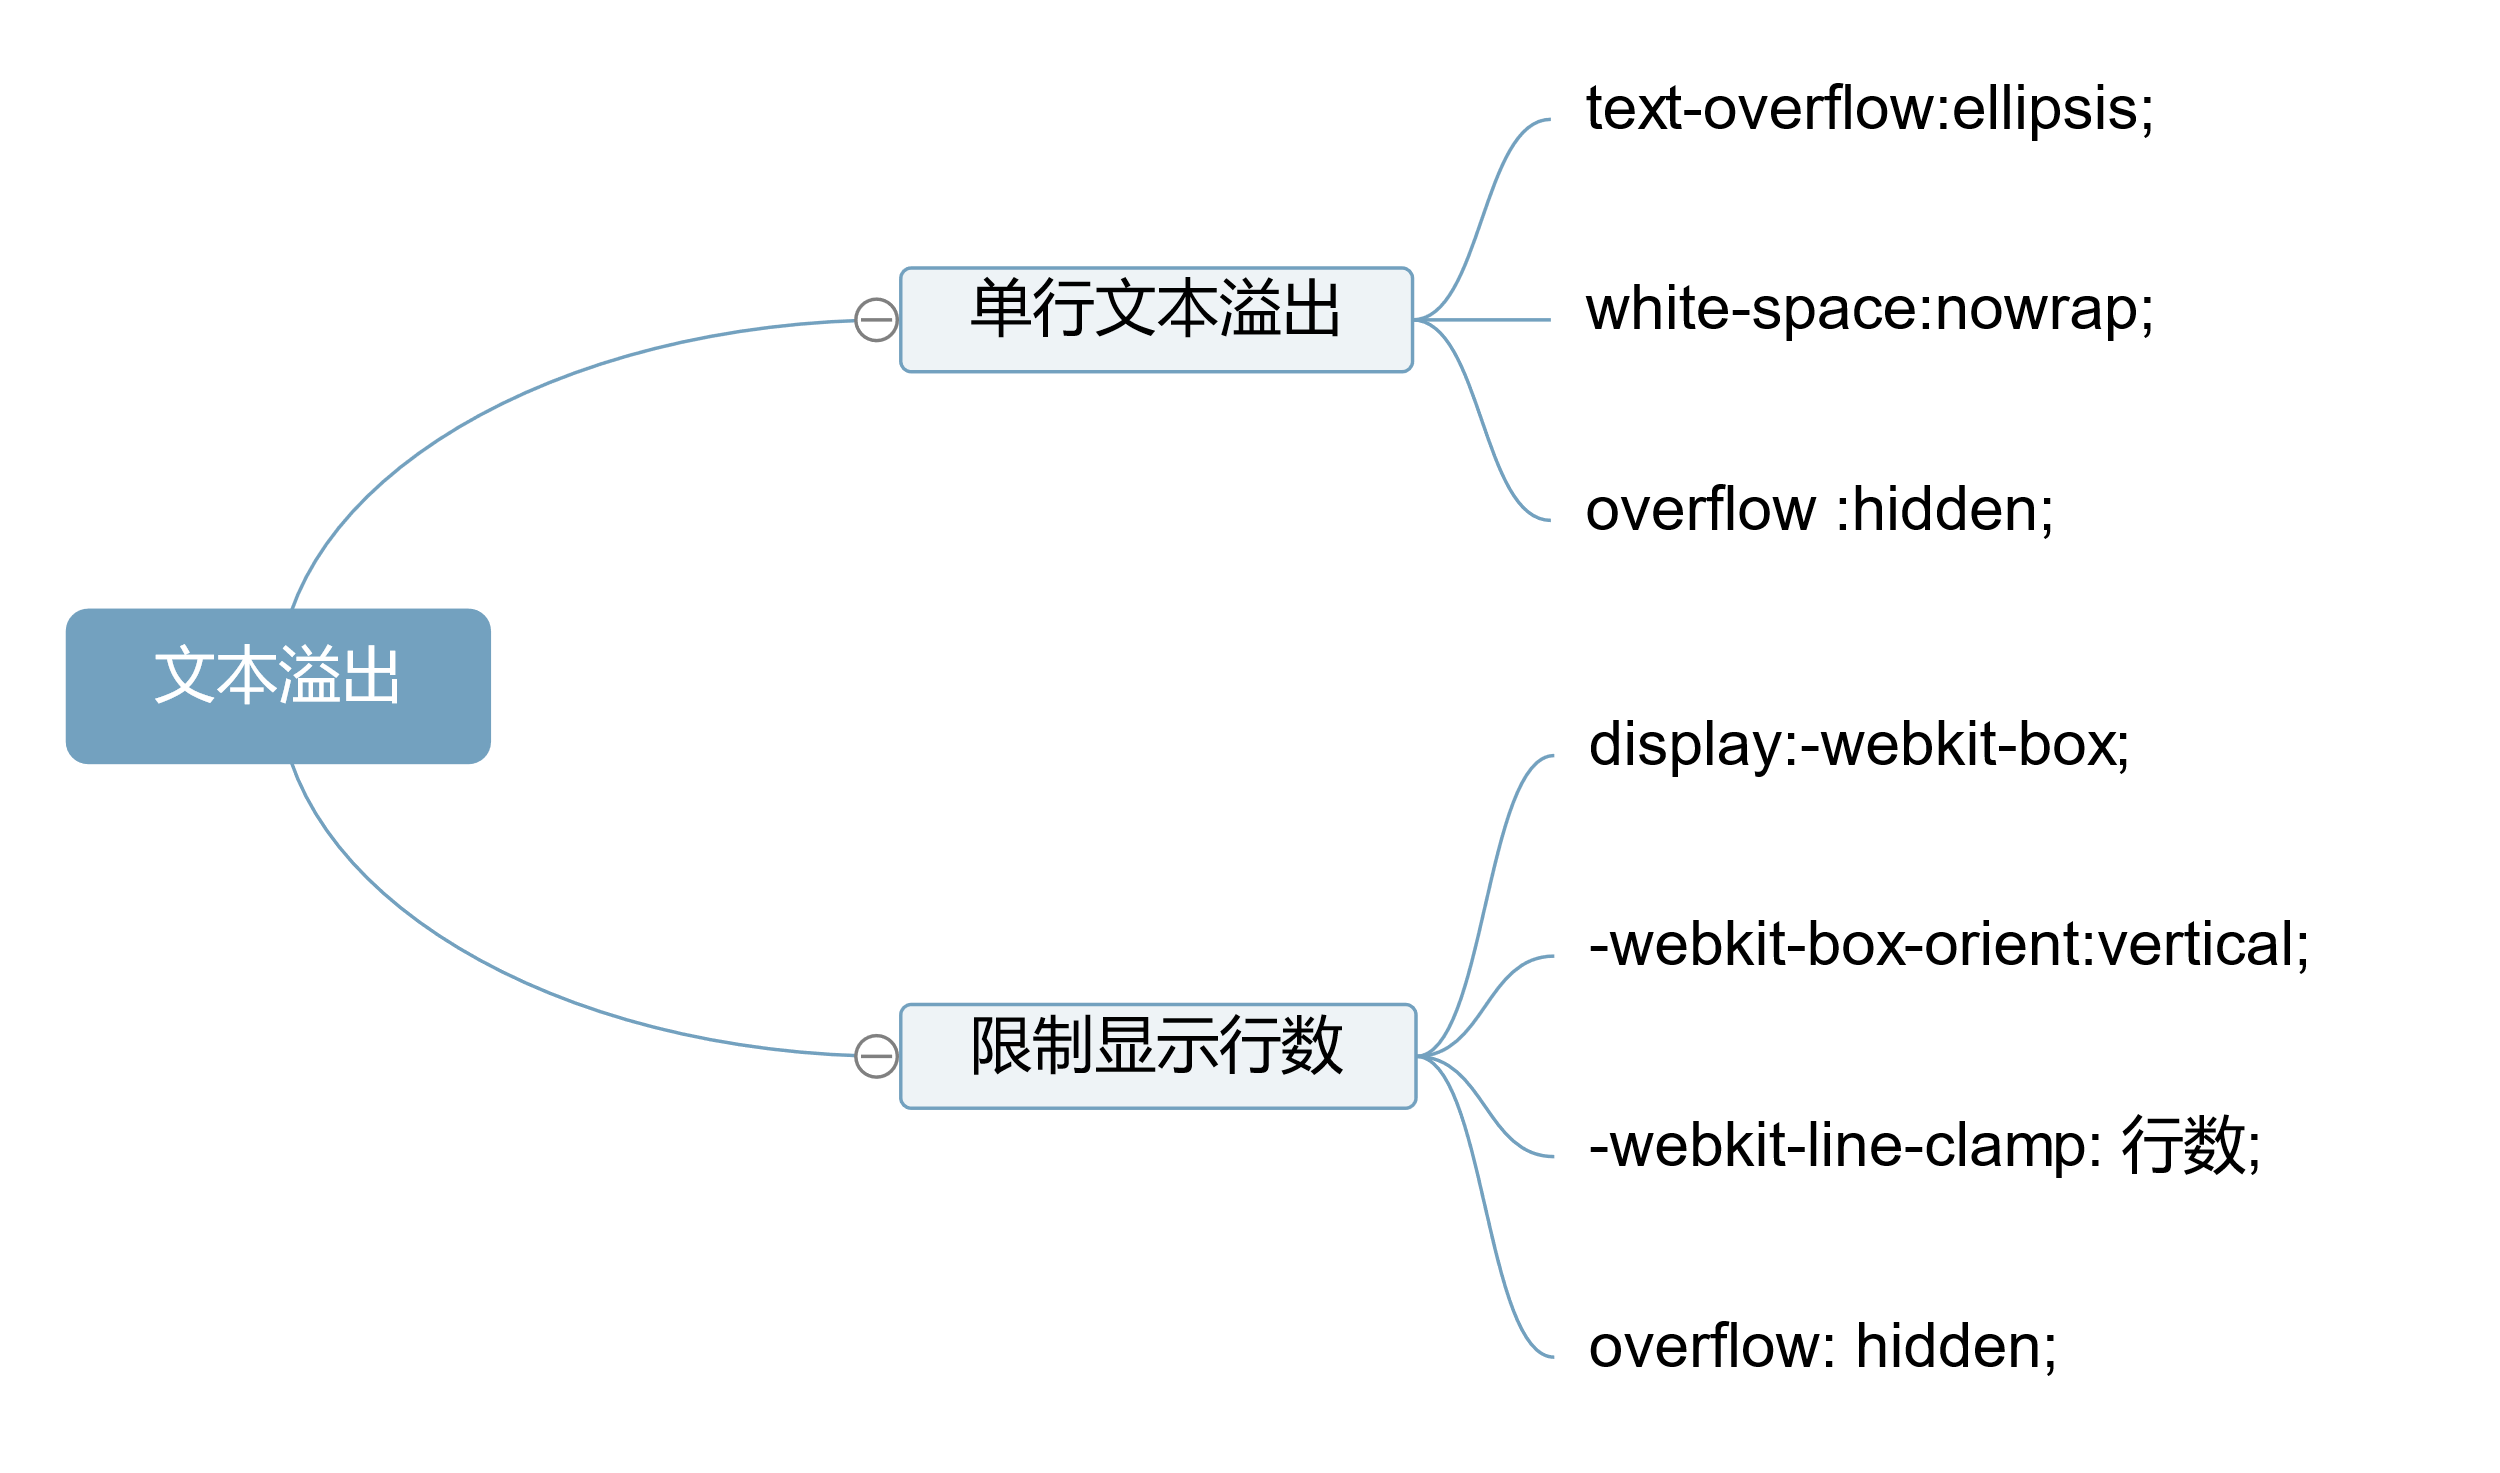 文本溢出
单行文本溢出
text-overflow:ellipsis;
white-space:nowrap;
overflow :hidden;
限制显示行数
display:-webkit-box;
-webkit-box-orient:vertical;
-webkit-line-clamp: 行数;
overflow: hidden;